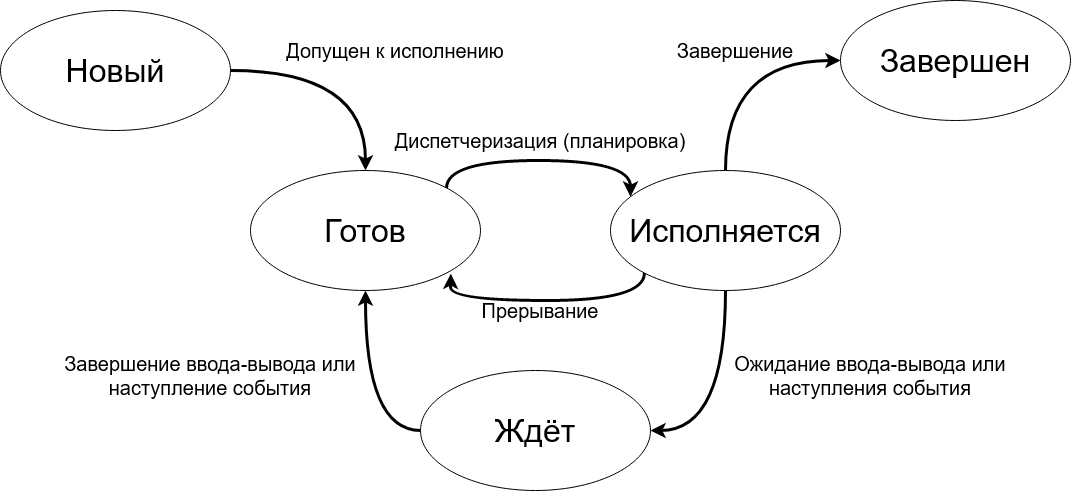 Допущен к исполнению
Завершение
Новый
Завершен
Диспетчеризация (планировка)
Готов
Исполняется
Прерывание
Завершение ввода-вывода или
наступление события
Ожидание ввода-вывода или
наступления события
Ждёт